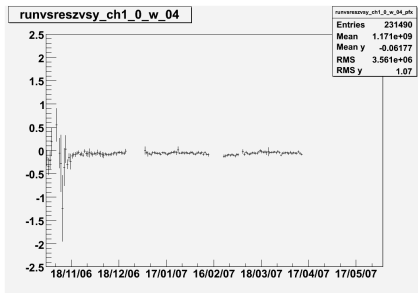 runvsreszvsy_ch1_0_w_04
runvsreszvsy_ch1_0_w_04_pfx
Entries 231490
Mean 1.171e+09
Mean y -0.06177
RMS 3.561e+06
RMS y 1.07
2.5
2
1.5
1
0.5
0
-0.5
-1
-1.5
-2
-2.5
18/11/06 18/12/06 17/01/07 16/02/07 18/03/07 17/04/07 17/05/07